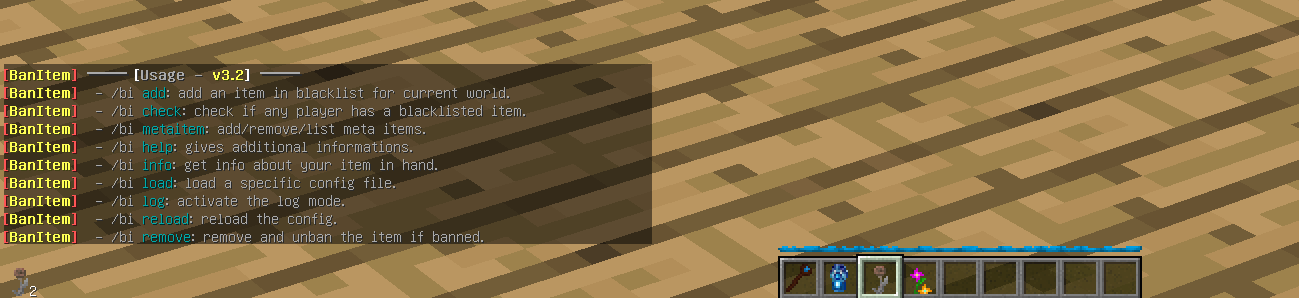 [BanItem] ―――― [Usage - v3.2] ――――
[BanItem] - /bi add: add an item in blacklist for current world.
[BanItem] - /bi check: check if any player has a blacklisted item.
[BanItem] - /bi metaitem: add/remove/list meta items.
[BanItem] - /bi help: gives additional informations.
[BanItem] - /bi info: get info about your item in hand.
[BanItem] - /bi load: load a specific config file.
[BanItem] - /bi log: activate the log mode.
[BanItem] - /bi reload: reload the config.
[BanItem] - /bi remove: remove and unban the item if banned.
2